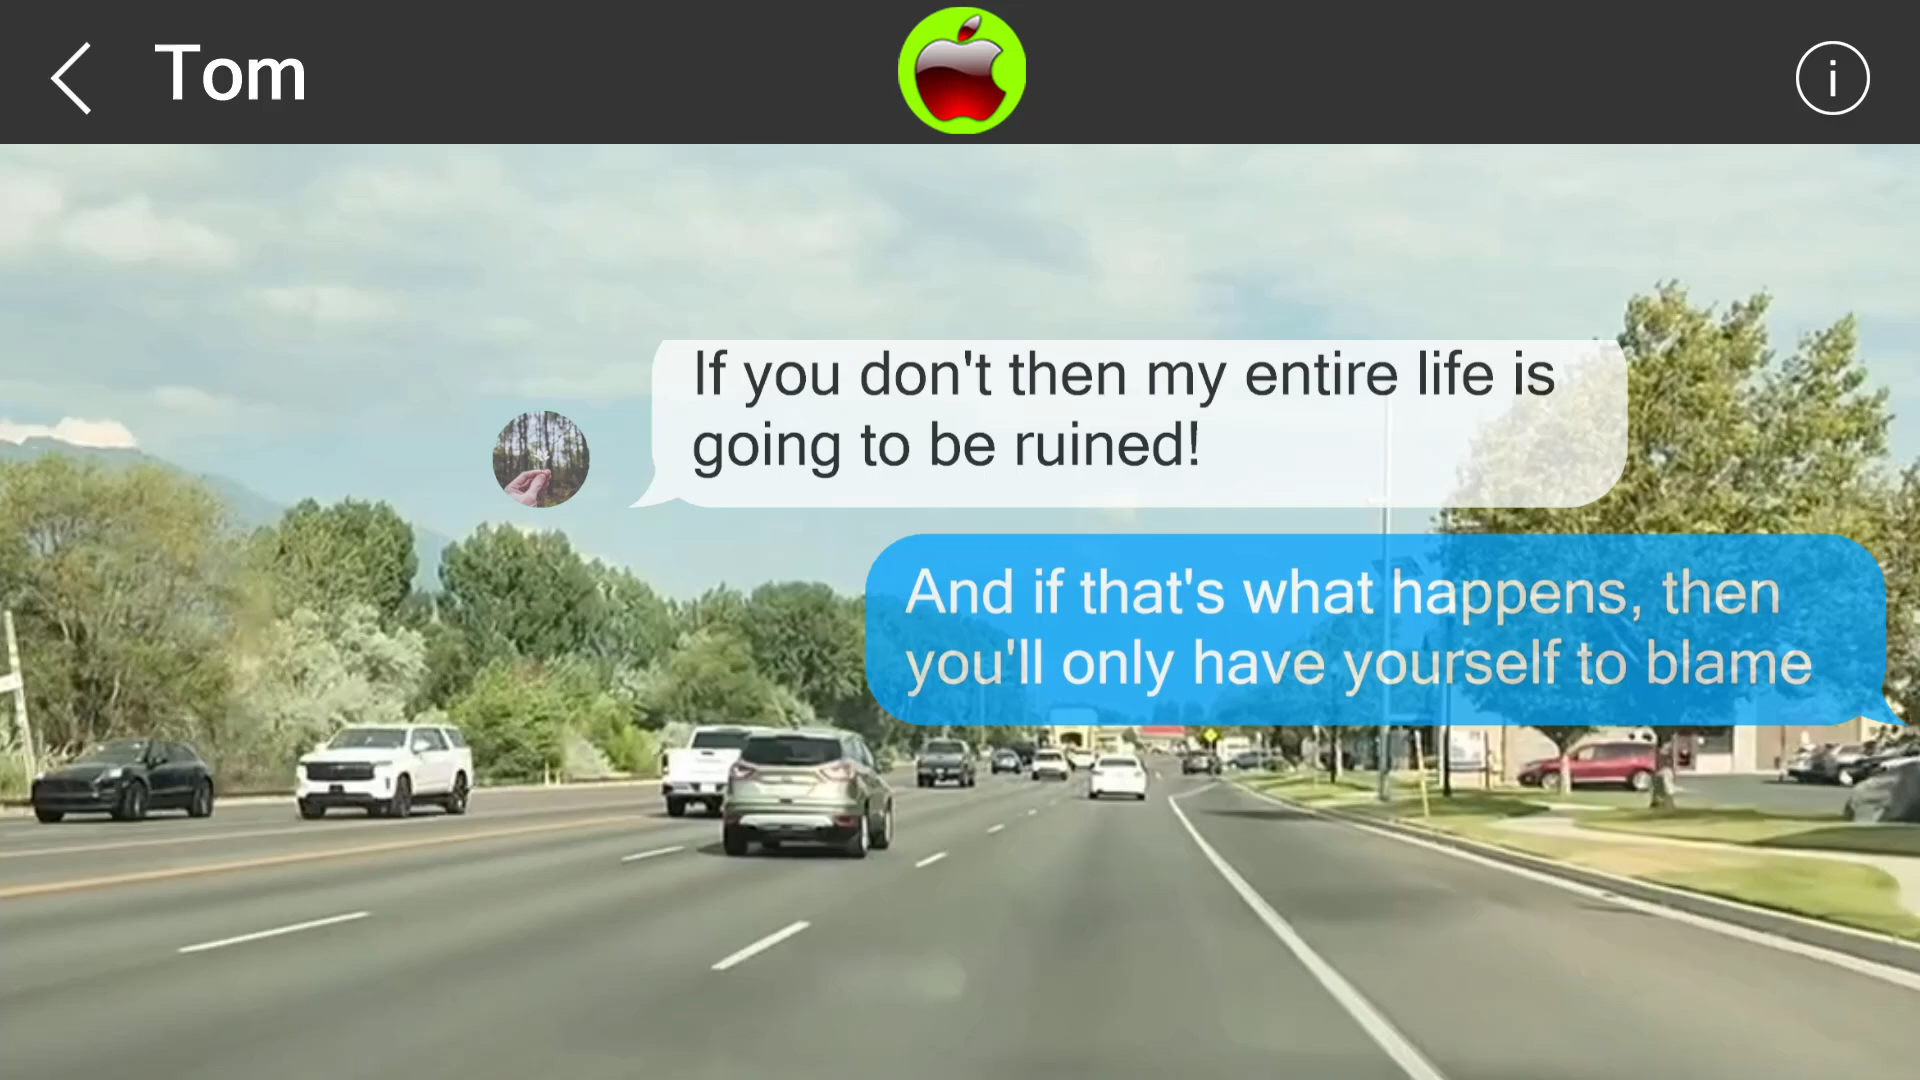 Tom
If you don't then my entire life is
going to be ruined!
And if that's what happens, then
you'll only have yourself to blame